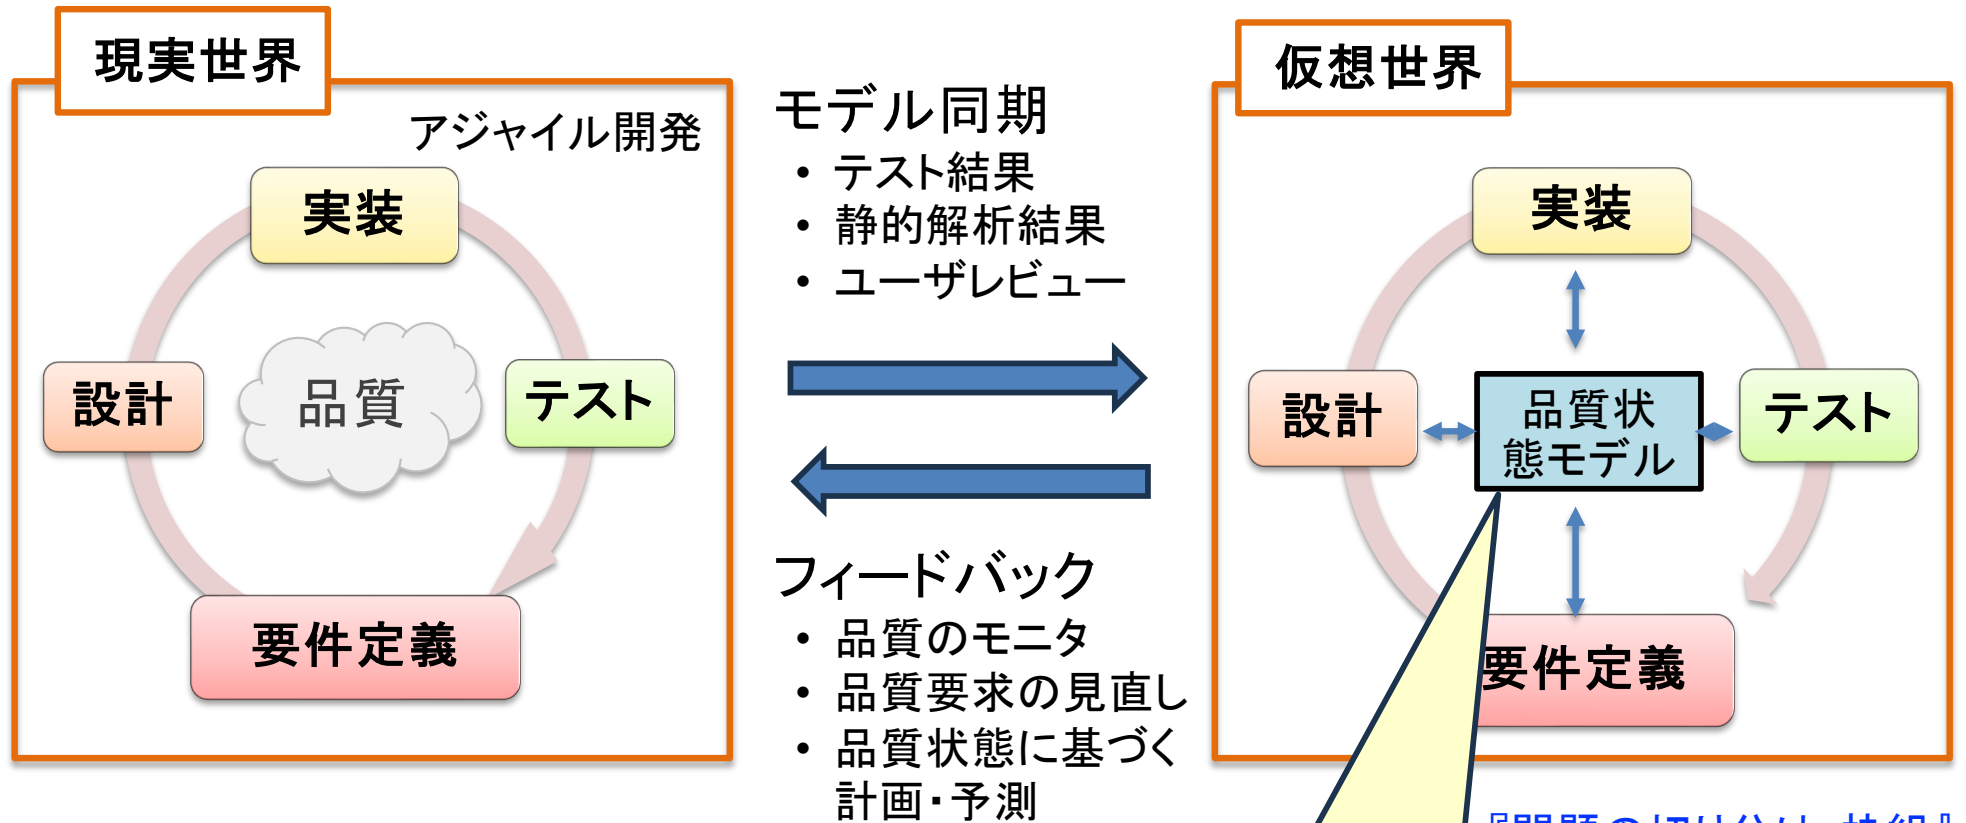 現実世界
アジャイル開発
実装
設計
品質
テスト
要件定義
モデル同期
• テスト結果
• 静的解析結果
• ユーザレビュー
フィードバック
• 品質のモニタ
• 品質要求の見直し
• 品質状態に基づく
計画・予測
仮想世界
実装
設計
品質状
態モデル
テスト
要件定義